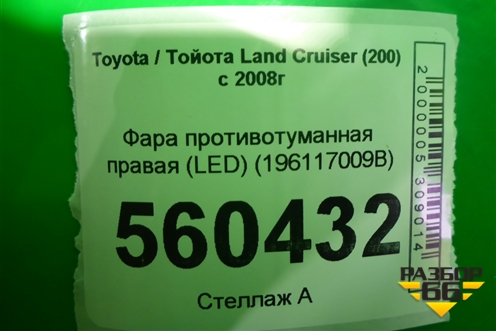 Toyota / Тойота Land Cruiser (200)
с 2008г
Фара противотуманная
правая (LED) (196117009B)
560432
Стеллаж А
2000005309014
РАЗБОР
66